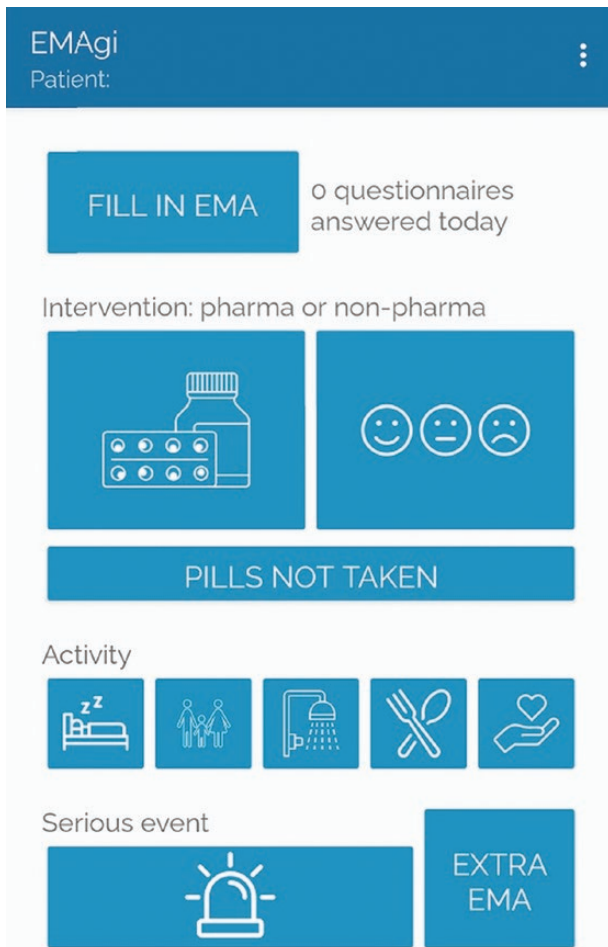 EMAgi
Patient:
FILL IN EMA
0 questionnaires
answered today
Intervention: pharma or non-pharma
PILLS NOT TAKEN
Activity
z z
Serious event
EXTRA
EMA